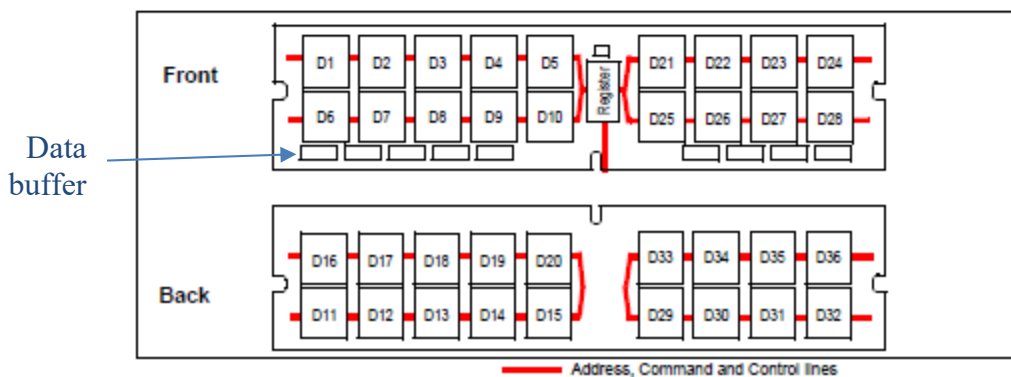 Front
D1 D2 D3 D4 D5 D21 D22 D23 D24
Register
D6 D7 D8 D9 D10 D25 D26 D27 D28
Data
buffer
Back
D16 D17 D18 D19 D20 D33 D34 D35 D36
D11 D12 D13 D14 D15 D29 D30 D31 D32
Address, Command and Control lines